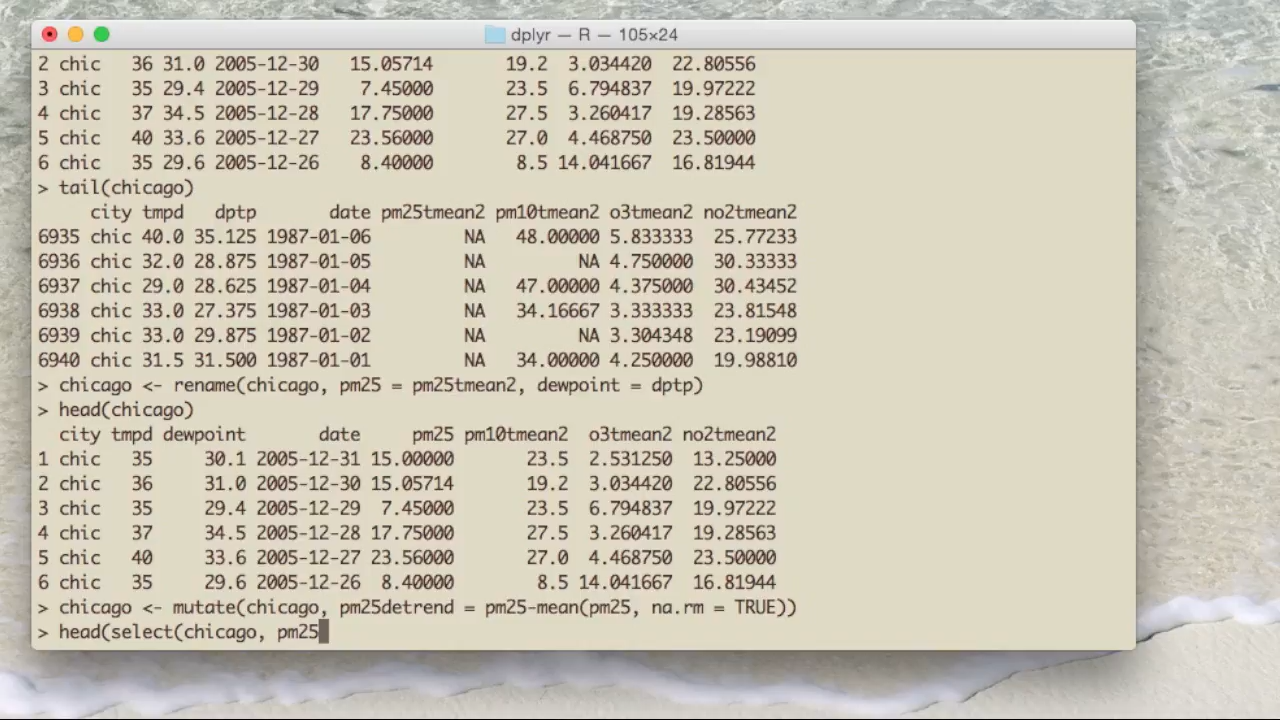 dplyr — R — 105×24
2 chic 36 31.0 2005-12-30 15.05714 19.2 3.034420 22.80556
3 chic 35 29.4 2005-12-29 7.45000 23.5 6.794837 19.97222
4 chic 37 34.5 2005-12-28 17.75000 27.5 3.260417 19.28563
5 chic 40 33.6 2005-12-27 23.56000 27.0 4.468750 23.50000
6 chic 35 29.6 2005-12-26 8.40000 8.5 14.041667 16.81944
> tail(chicago)
city tmpd dptp date pm25tmean2 pm10tmean2 o3tmean2 no2tmean2
6935 chic 40.0 35.125 1987-01-06 NA 48.00000 5.833333 25.77233
6936 chic 32.0 28.875 1987-01-05 NA NA 4.750000 30.33333
6937 chic 29.0 28.625 1987-01-04 NA 47.00000 4.375000 30.43452
6938 chic 33.0 27.375 1987-01-03 NA 34.16667 3.333333 23.81548
6939 chic 33.0 29.875 1987-01-02 NA NA 3.304348 23.19099
6940 chic 31.5 31.500 1987-01-01 NA 34.00000 4.250000 19.98810
> chicago <- rename(chicago, pm25 = pm25tmean2, dewpoint = dptp)
> head(chicago)
city tmpd dewpoint date pm25 pm10tmean2 o3tmean2 no2tmean2
1 chic 35 30.1 2005-12-31 15.00000 23.5 2.531250 13.25000
2 chic 36 31.0 2005-12-30 15.05714 19.2 3.034420 22.80556
3 chic 35 29.4 2005-12-29 7.45000 23.5 6.794837 19.97222
4 chic 37 34.5 2005-12-28 17.75000 27.5 3.260417 19.28563
5 chic 40 33.6 2005-12-27 23.56000 27.0 4.468750 23.50000
6 chic 35 29.6 2005-12-26 8.40000 8.5 14.041667 16.81944
> chicago <- mutate(chicago, pm25detrend = pm25-mean(pm25, na.rm = TRUE))
> head(select(chicago, pm25